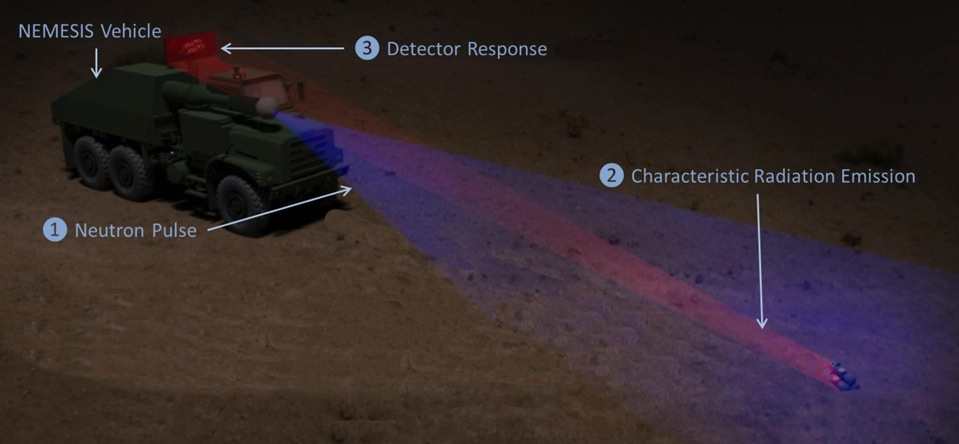 NEMESIS Vehicle
3 Detector Response
2 Characteristic Radiation Emission
1 Neutron Pulse